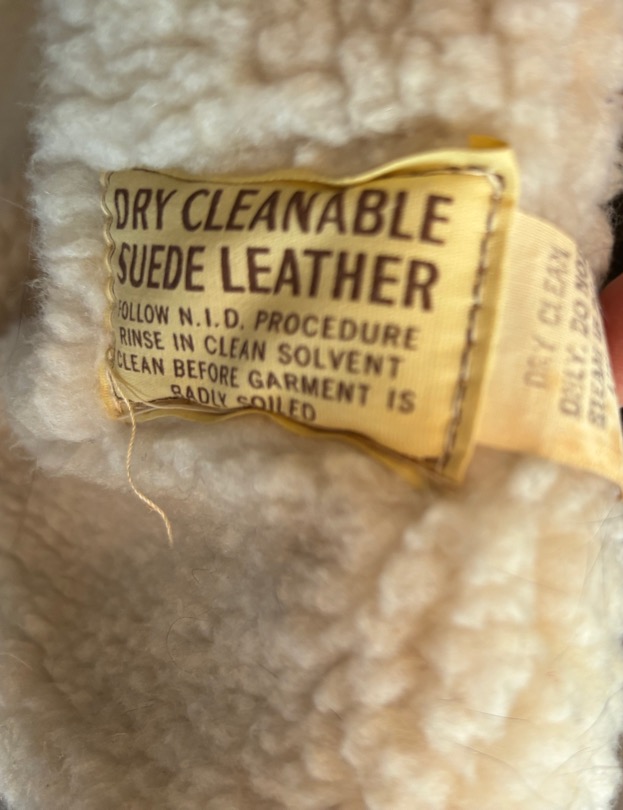 DRY CLEANABLE
SUEDE LEATHER
FOLLOW N.I.D. PROCEDURE
RINSE IN CLEAN SOLVENT
CLEAN BEFORE GARMENT IS
BADLY SOILED
DRY CLEAN
ONLY. DO NO